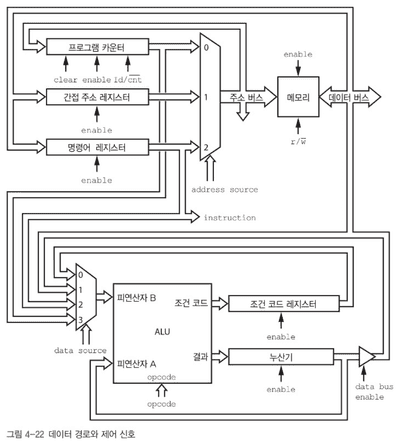 프로그램 카운터
0
enable
clear enable ld/cnt
간접 주소 레지스터
1
주소 버스
메모리
데이터 버스
enable
명령어 레지스터
2
r/w
enable
address source
instruction
0
1
2
3
피연산자 B
조건 코드
조건 코드 레지스터
ALU
enable
data source
결과
누산기
피연산자 A
opcode
enable
data bus
enable
opcode
그림 4-22 데이터 경로와 제어 신호